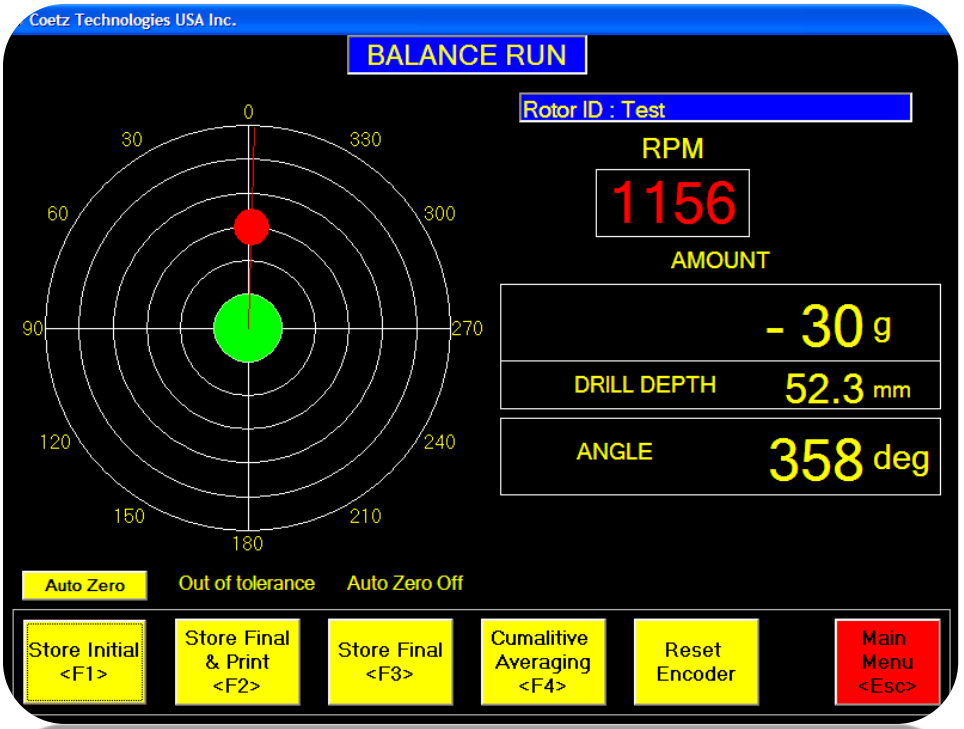 Coetz Technologies USA Inc.
BALANCE RUN
Rotor ID : Test
RPM
1156
AMOUNT
- 30 g
DRILL DEPTH 52.3 mm
ANGLE 358 deg
0
30 330
60 300
90 270
120 240
150 210
180
Auto Zero Out of tolerance Auto Zero Off
Store Initial
<F1>
Store Final
& Print
<F2>
Store Final
<F3>
Cumalitive
Averaging
<F4>
Reset
Encoder
Main
Menu
<Esc>